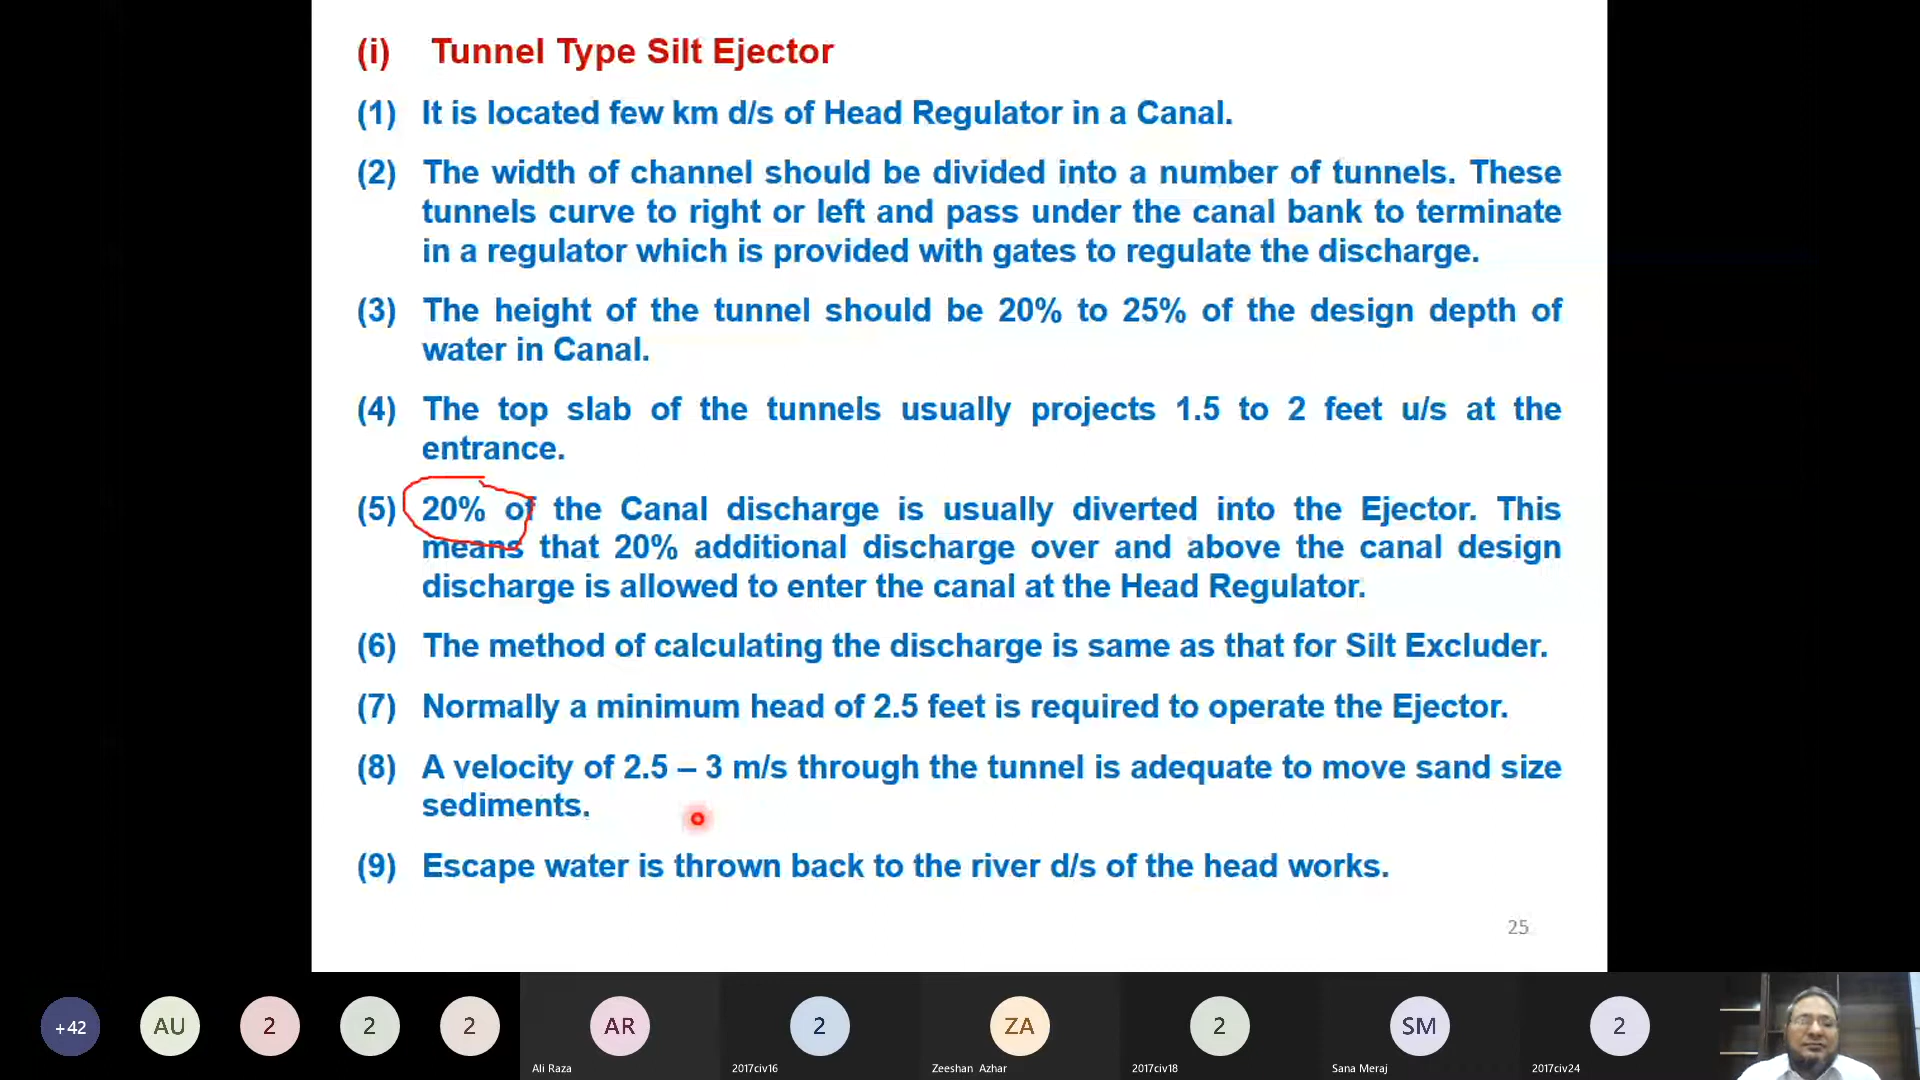 (i) Tunnel Type Silt Ejector
(1) It is located few km d/s of Head Regulator in a Canal.
(2) The width of channel should be divided into a number of tunnels. These
tunnels curve to right or left and pass under the canal bank to terminate
in a regulator which is provided with gates to regulate the discharge.
(3) The height of the tunnel should be 20% to 25% of the design depth of
water in Canal.
(4) The top slab of the tunnels usually projects 1.5 to 2 feet u/s at the
entrance.
(5) 20% of the Canal discharge is usually diverted into the Ejector. This
means that 20% additional discharge over and above the canal design
discharge is allowed to enter the canal at the Head Regulator.
(6) The method of calculating the discharge is same as that for Silt Excluder.
(7) Normally a minimum head of 2.5 feet is required to operate the Ejector.
(8) A velocity of 2.5 – 3 m/s through the tunnel is adequate to move sand size
sediments.
(9) Escape water is thrown back to the river d/s of the head works.
25
+42 AU 2 2 2 AR 2 ZA 2 SM 2
Ali Raza 2017civ16 Zeeshan Azhar 2017civ18 Sana Meraj 2017civ24